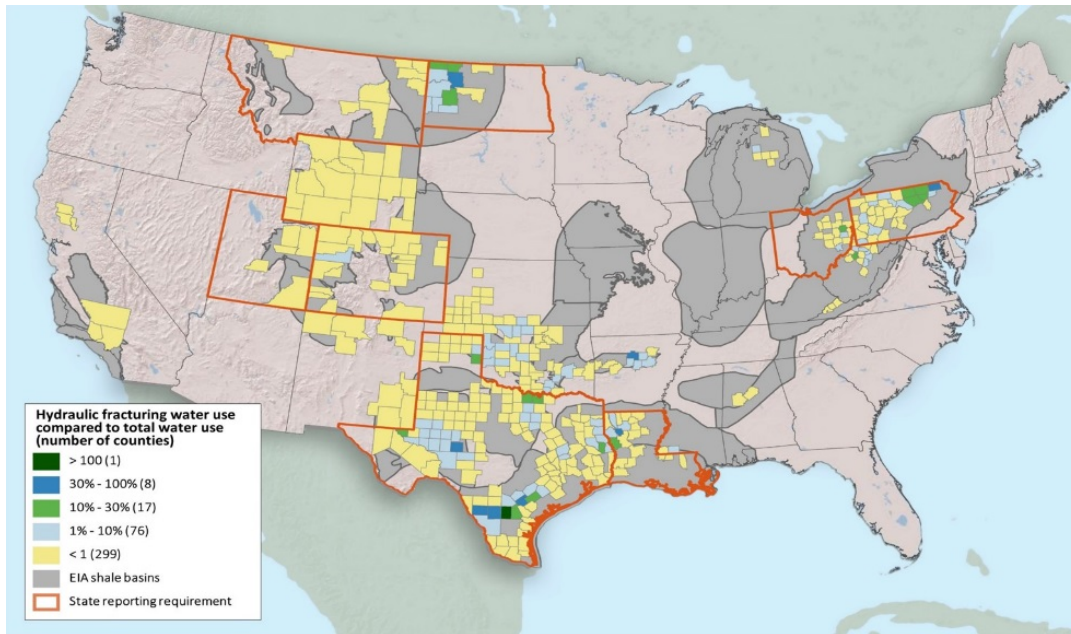 Hydraulic fracturing water use
compared to total water use
(number of counties)
> 100 (1)
30% - 100% (8)
10% - 30% (17)
1% - 10% (76)
< 1 (299)
EIA shale basins
State reporting requirement